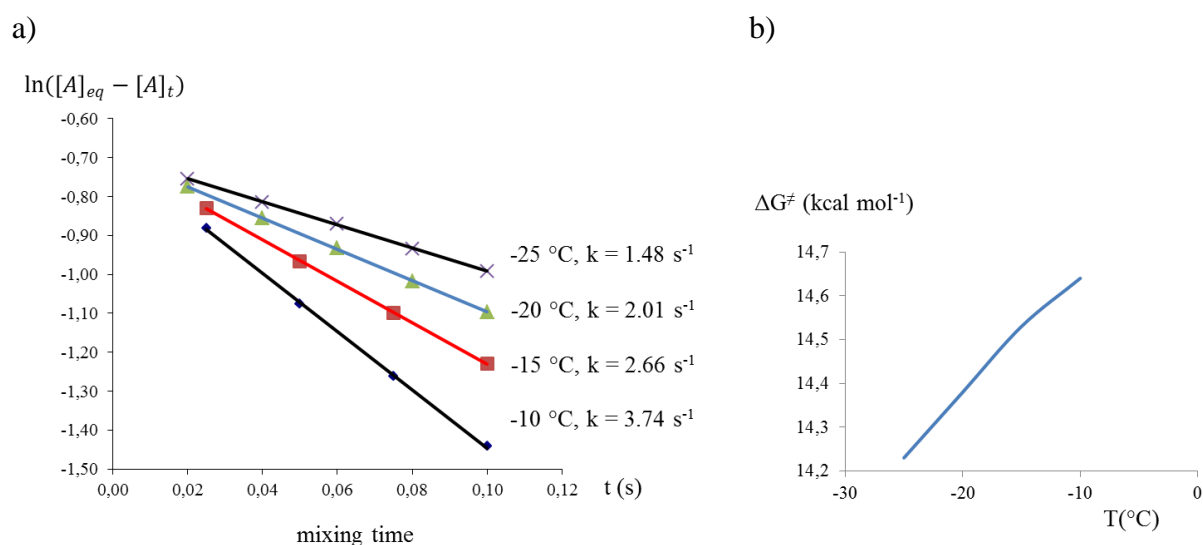 a)
ln([A]eq − [A]t)
-0,60
-0,70
-0,80
-0,90
-1,00
-1,10
-1,20
-1,30
-1,40
-1,50
0,00 0,02 0,04 0,06 0,08 0,10 0,12
t (s)
mixing time
-25 °C, k = 1.48 s-1
-20 °C, k = 2.01 s-1
-15 °C, k = 2.66 s-1
-10 °C, k = 3.74 s-1
b)
ΔG≠ (kcal mol-1)
14,7
14,6
14,5
14,4
14,3
14,2
-30 -20 -10 0
T(°C)